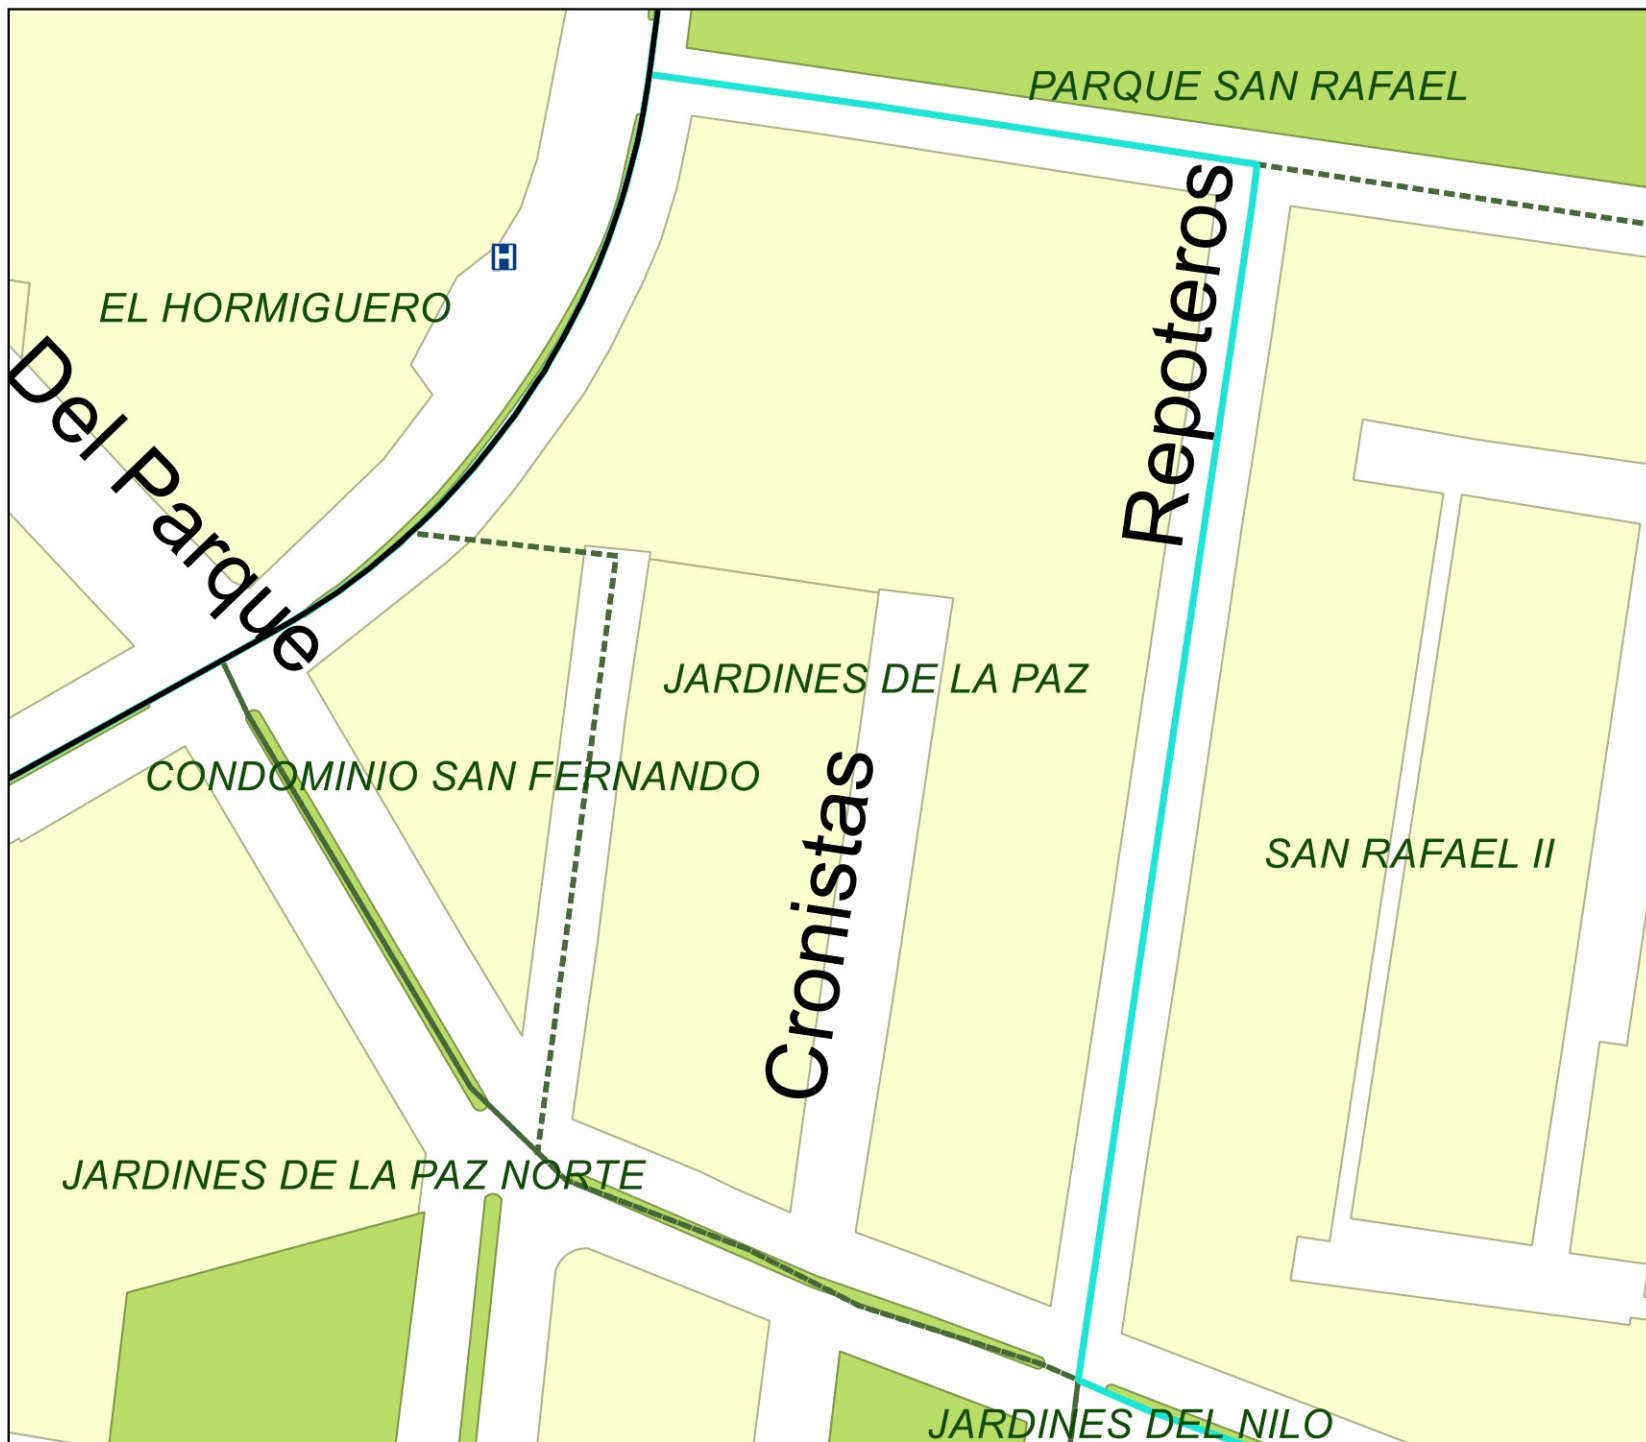 PARQUE SAN RAFAEL
H
EL HORMIGUERO
Del Parque
Repoteros
JARDINES DE LA PAZ
CONDOMINIO SAN FERNANDO
Cronistas
SAN RAFAEL II
JARDINES DE LA PAZ NORTE
JARDINES DEL NILO